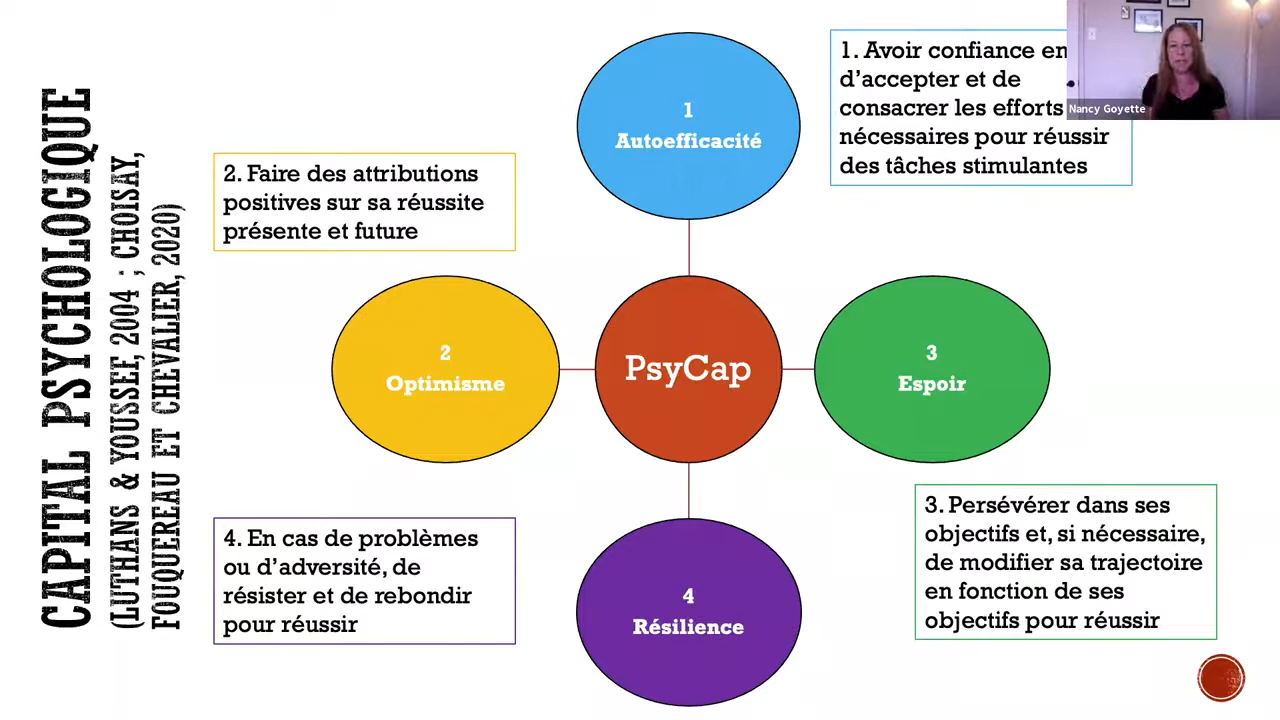 CAPITAL PSYCHOLOGIQUE
(LUTHANS & YOUSSEF, 2004 ; CHOISAY,
FOUQUEREAU ET CHEVALIER, 2020)
1
Autoefficacité
1. Avoir confiance en
d’accepter et de
consacrer les efforts
nécessaires pour réussir
des tâches stimulantes
Nancy Goyette
2. Faire des attributions
positives sur sa réussite
présente et future
2
Optimisme
PsyCap
3
Espoir
3. Persévérer dans ses
objectifs et, si nécessaire,
de modifier sa trajectoire
en fonction de ses
objectifs pour réussir
4. En cas de problèmes
ou d’adversité, de
résister et de rebondir
pour réussir
4
Résilience